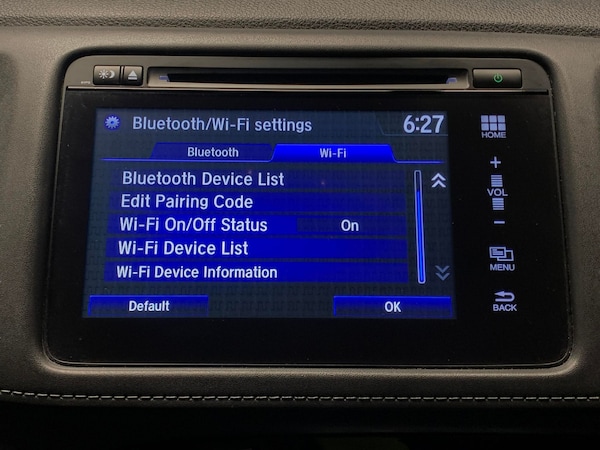 Bluetooth/Wi-Fi settings 6:27
HOME
Bluetooth Wi-Fi
+
Bluetooth Device List
Edit Pairing Code
VOL
Wi-Fi On/Off Status On
−
Wi-Fi Device List
MENU
Wi-Fi Device Information
Default OK
BACK